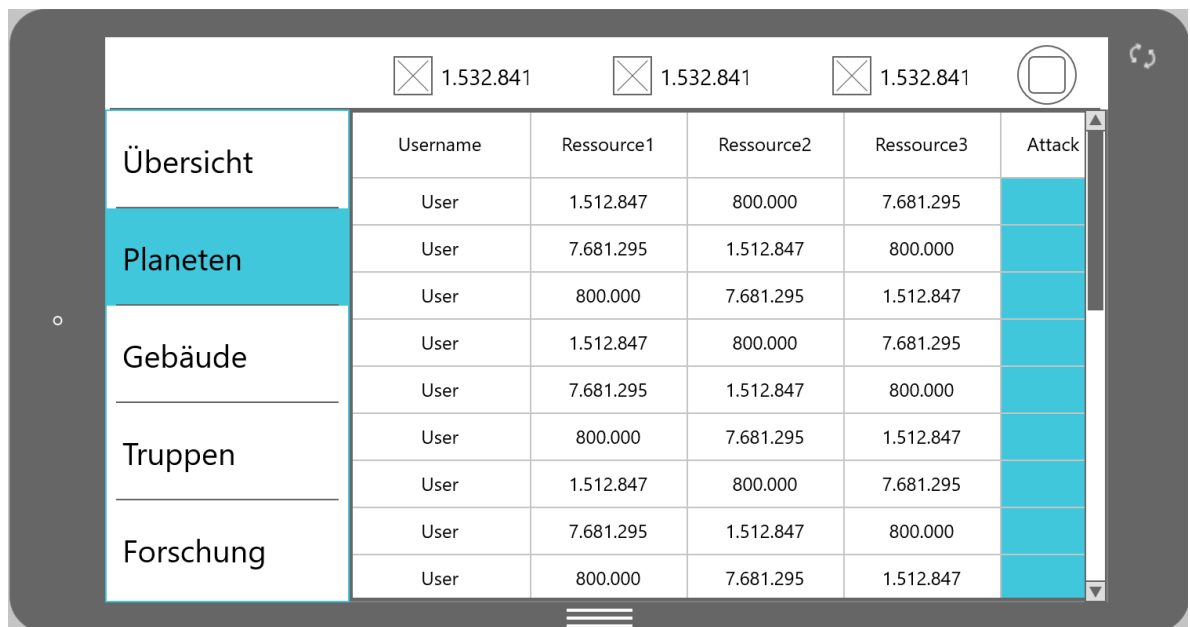 1.532.841 1.532.841 1.532.841
Übersicht
Planeten
Gebäude
Truppen
Forschung
Username Ressource1 Ressource2 Ressource3 Attack
User 1.512.847 800.000 7.681.295
User 7.681.295 1.512.847 800.000
User 800.000 7.681.295 1.512.847
User 1.512.847 800.000 7.681.295
User 7.681.295 1.512.847 800.000
User 800.000 7.681.295 1.512.847
User 1.512.847 800.000 7.681.295
User 7.681.295 1.512.847 800.000
User 800.000 7.681.295 1.512.847